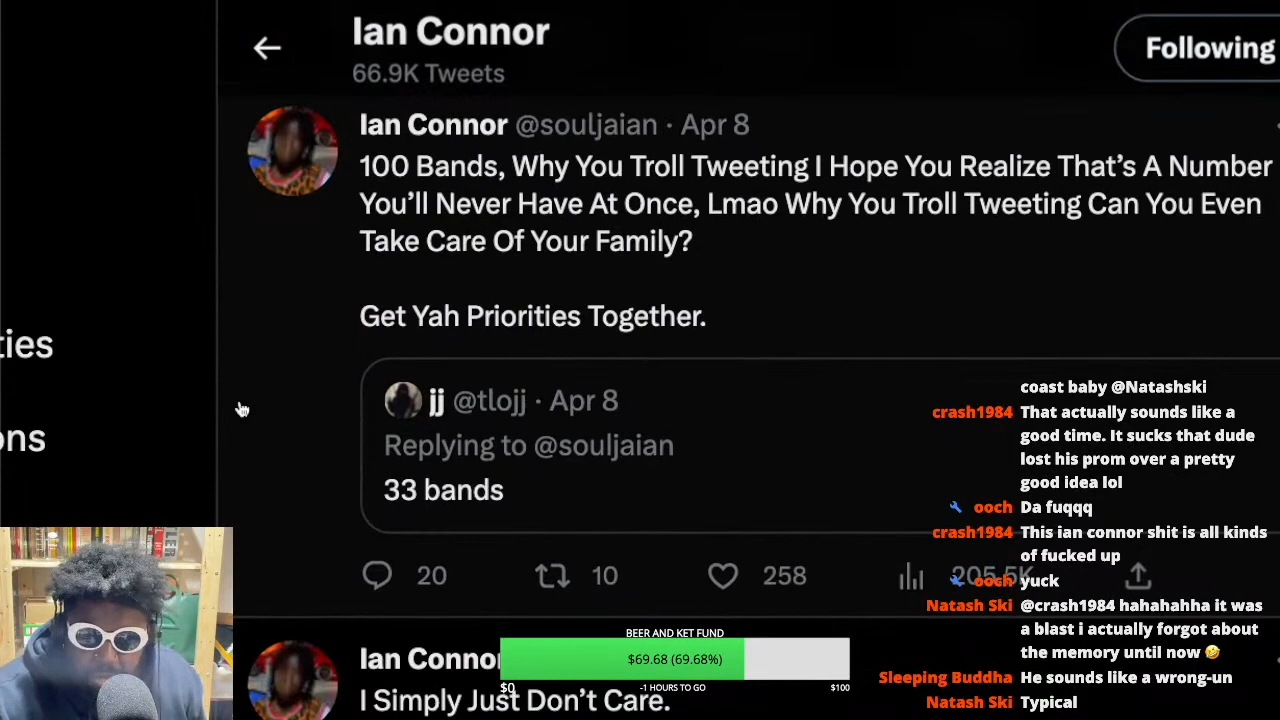 Ian Connor
66.9K Tweets
Following
Ian Connor @souljaian · Apr 8
100 Bands, Why You Troll Tweeting I Hope You Realize That's A Number
You'll Never Have At Once, Lmao Why You Troll Tweeting Can You Even
Take Care Of Your Family?
Get Yah Priorities Together.
ties
ons
jj @tlojj · Apr 8
Replying to @souljaian
33 bands
20 10 258 205.5K
Ian Conno
I Simply Just Don't Care.
BEER AND KET FUND
$69.68 (69.68%)
$0 -1 HOURS TO GO $100
coast baby @Natashski
crash1984 That actually sounds like a
good time. It sucks that dude
lost his prom over a pretty
good idea lol
ooch Da fuqqq
crash1984 This ian connor shit is all kinds
of fucked up
ooch yuck
Natash Ski @crash1984 hahahahha it was
a blast i actually forgot about
the memory until now 🤣
Sleeping Buddha He sounds like a wrong-un
Natash Ski Typical